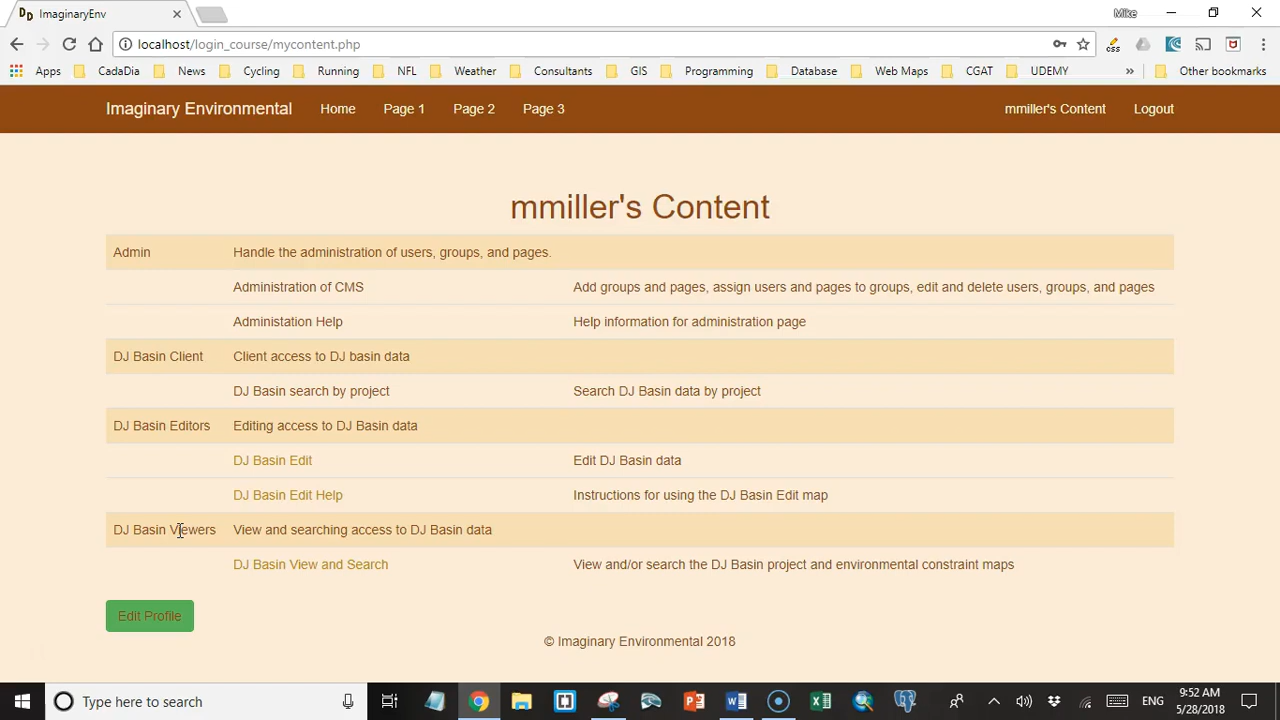 ImaginaryEnv
Mike
localhost/login_course/mycontent.php
Apps CadaDia News Cycling Running NFL Weather Consultants GIS Programming Database Web Maps CGAT UDEMY » Other bookmarks
Imaginary Environmental Home Page 1 Page 2 Page 3 mmiller's Content Logout
mmiller's Content
Admin Handle the administration of users, groups, and pages.
Administration of CMS Add groups and pages, assign users and pages to groups, edit and delete users, groups, and pages
Administation Help Help information for administration page
DJ Basin Client Client access to DJ basin data
DJ Basin search by project Search DJ Basin data by project
DJ Basin Editors Editing access to DJ Basin data
DJ Basin Edit Edit DJ Basin data
DJ Basin Edit Help Instructions for using the DJ Basin Edit map
DJ Basin Viewers View and searching access to DJ Basin data
DJ Basin View and Search View and/or search the DJ Basin project and environmental constraint maps
Edit Profile
© Imaginary Environmental 2018
Type here to search ENG 9:52 AM
5/28/2018